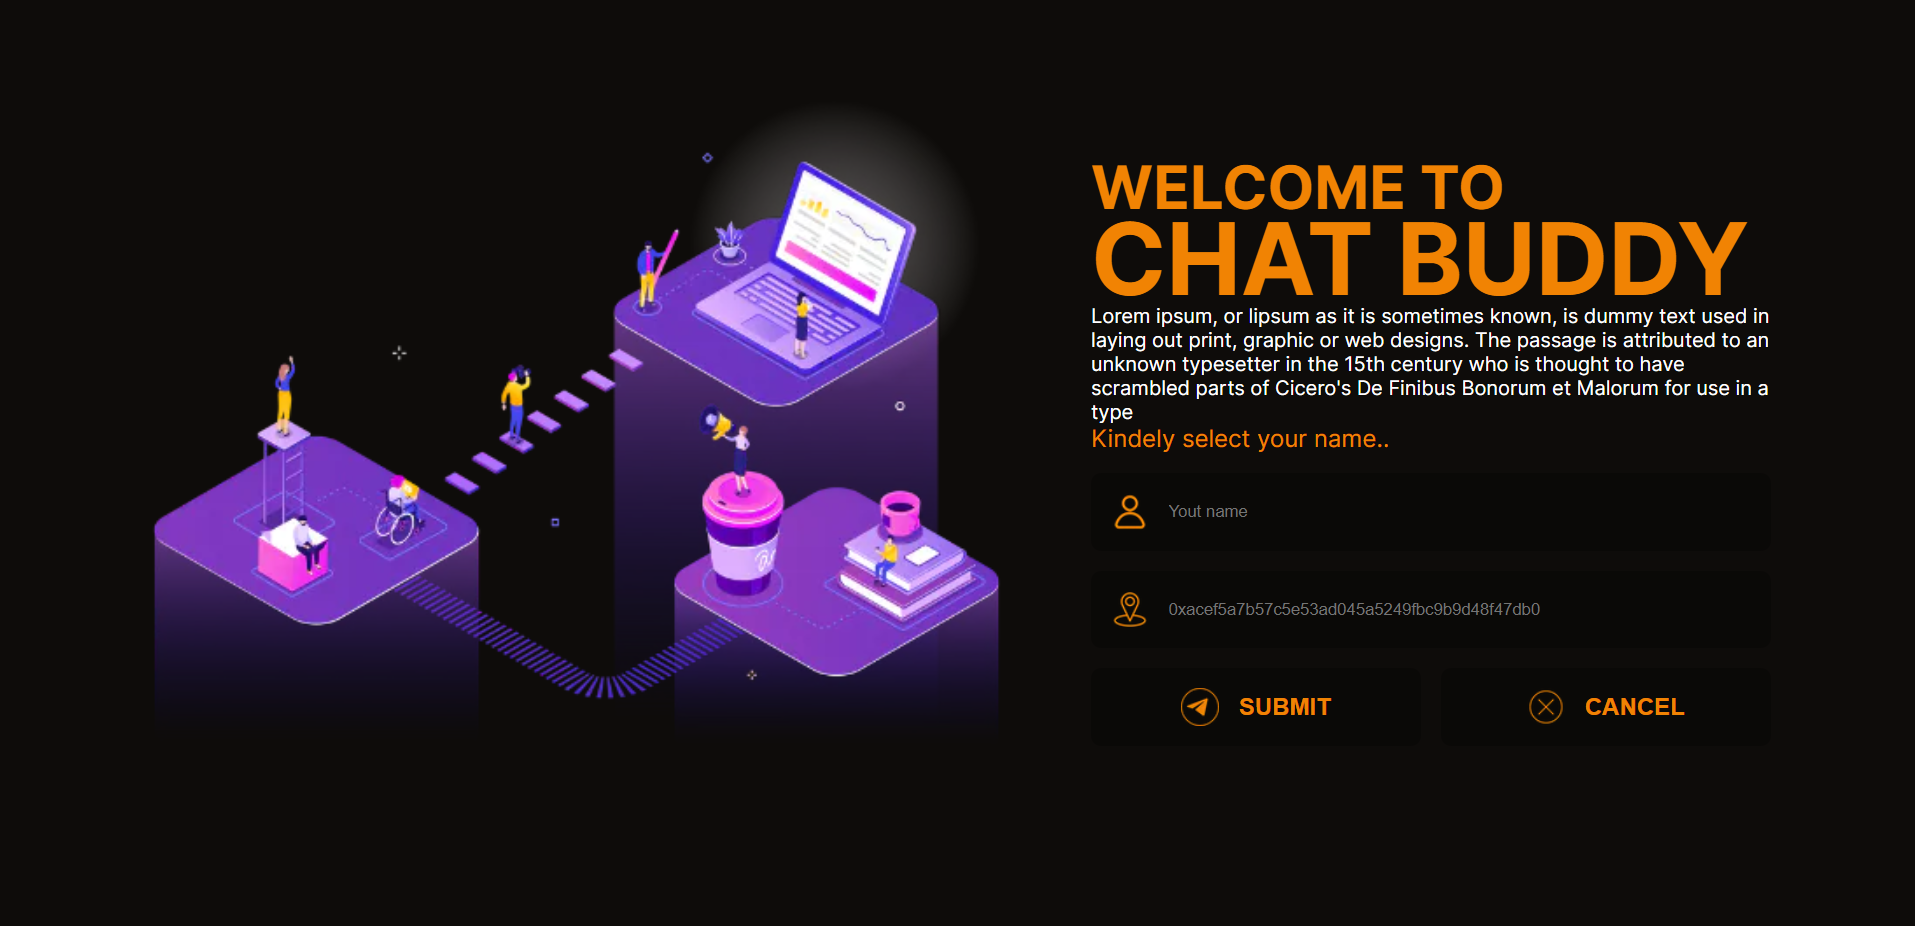 WELCOME TO
CHAT BUDDY
Lorem ipsum, or lipsum as it is sometimes known, is dummy text used in
laying out print, graphic or web designs. The passage is attributed to an
unknown typesetter in the 15th century who is thought to have
scrambled parts of Cicero's De Finibus Bonorum et Malorum for use in a
type
Kindely select your name..
Yout name
0xacef5a7b57c5e53ad045a5249fbc9b9d48f47db0
SUBMIT
CANCEL